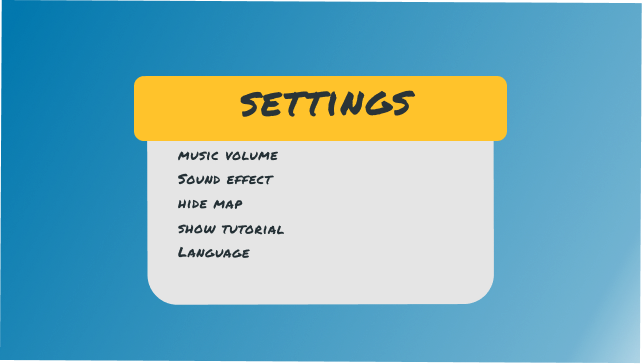 SETTINGS
MUSIC VOLUME
SOUND EFFECT
HIDE MAP
SHOW TUTORIAL
LANGUAGE